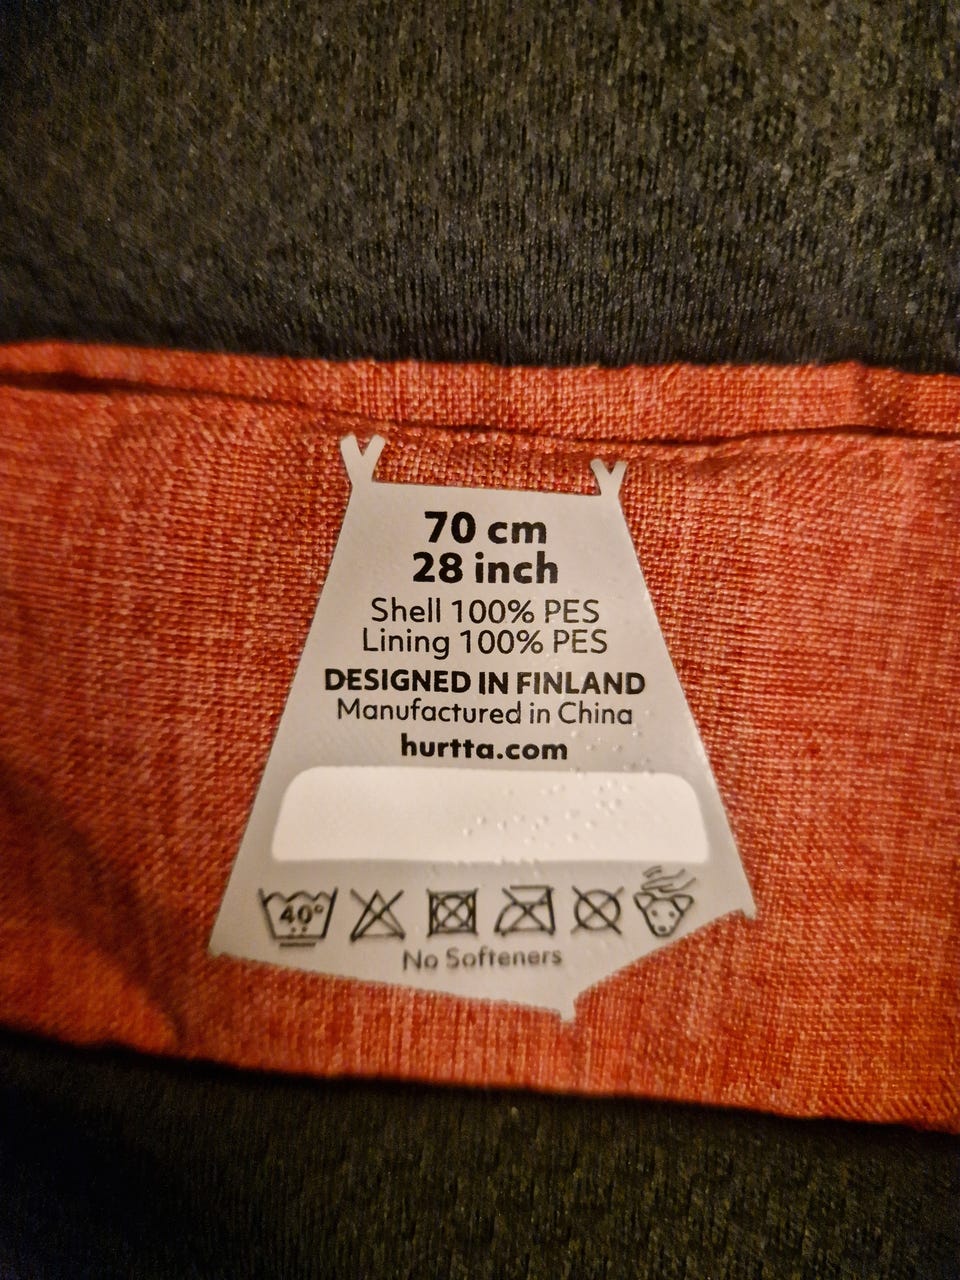 70 cm
28 inch
Shell 100% PES
Lining 100% PES
DESIGNED IN FINLAND
Manufactured in China
hurtta.com
40°
No Softeners